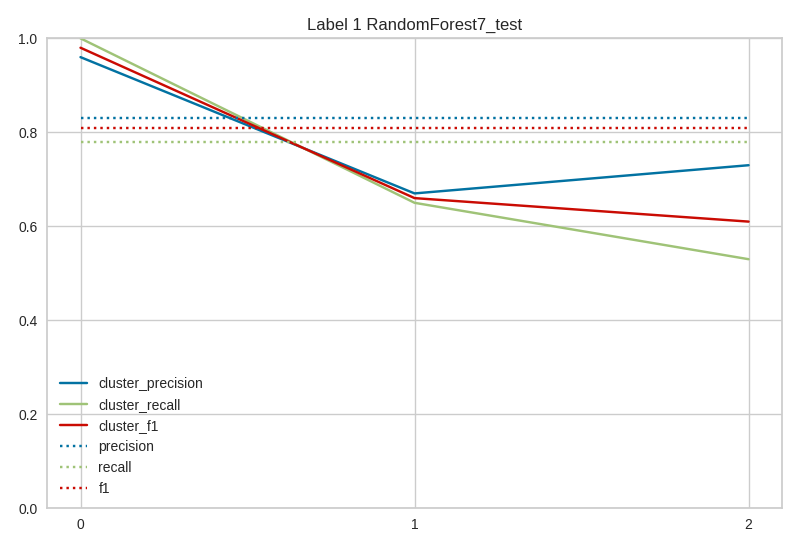 Label 1 RandomForest7_test
1.0
0.8
0.6
0.4
0.2
0.0
cluster_precision
cluster_recall
cluster_f1
precision
recall
f1
0 1 2